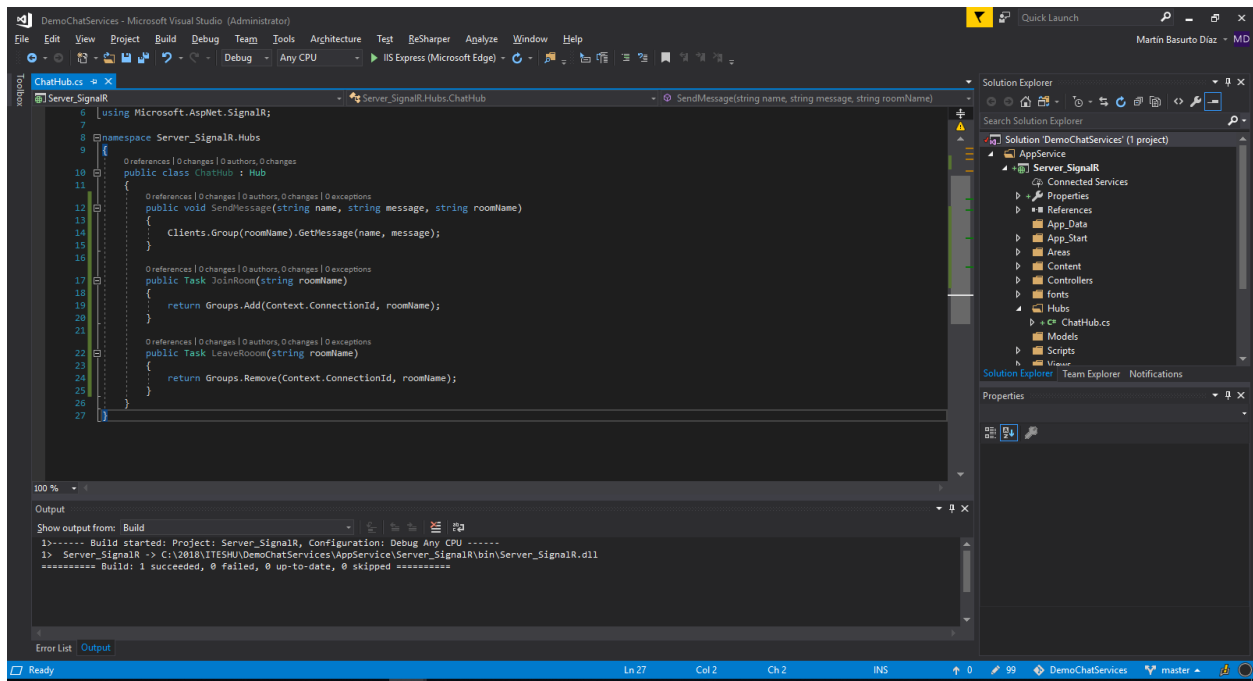 DemoChatServices - Microsoft Visual Studio (Administrator)
Quick Launch
File Edit View Project Build Debug Team Tools Architecture Test ReSharper Analyze Window Help
Martín Basurto Díaz MD
Debug Any CPU IIS Express (Microsoft Edge)
Toolbox
ChatHub.cs
Server_SignalR Server_SignalR.Hubs.ChatHub SendMessage(string name, string message, string roomName)
6 using Microsoft.AspNet.SignalR;
7
8 namespace Server_SignalR.Hubs
9 {
0 references | 0 changes | 0 authors, 0 changes
10 public class ChatHub : Hub
11 {
0 references | 0 changes | 0 authors, 0 changes | 0 exceptions
12 public void SendMessage(string name, string message, string roomName)
13 {
14 Clients.Group(roomName).GetMessage(name, message);
15 }
16
0 references | 0 changes | 0 authors, 0 changes | 0 exceptions
17 public Task JoinRoom(string roomName)
18 {
19 return Groups.Add(Context.ConnectionId, roomName);
20 }
21
0 references | 0 changes | 0 authors, 0 changes | 0 exceptions
22 public Task LeaveRooom(string roomName)
23 {
24 return Groups.Remove(Context.ConnectionId, roomName);
25 }
26 }
27 }
100 %
Output
Show output from: Build
1>------ Build started: Project: Server_SignalR, Configuration: Debug Any CPU ------
1> Server_SignalR -> C:\2018\ITESHU\DemoChatServices\AppService\Server_SignalR\bin\Server_SignalR.dll
========== Build: 1 succeeded, 0 failed, 0 up-to-date, 0 skipped ==========
Error List Output
Solution Explorer
Search Solution Explorer
Solution 'DemoChatServices' (1 project)
AppService
Server_SignalR
Connected Services
Properties
References
App_Data
App_Start
Areas
Content
Controllers
fonts
Hubs
C# ChatHub.cs
Models
Scripts
Views
Solution Explorer Team Explorer Notifications
Properties
Ready Ln 27 Col 2 Ch 2 INS 0 99 DemoChatServices master